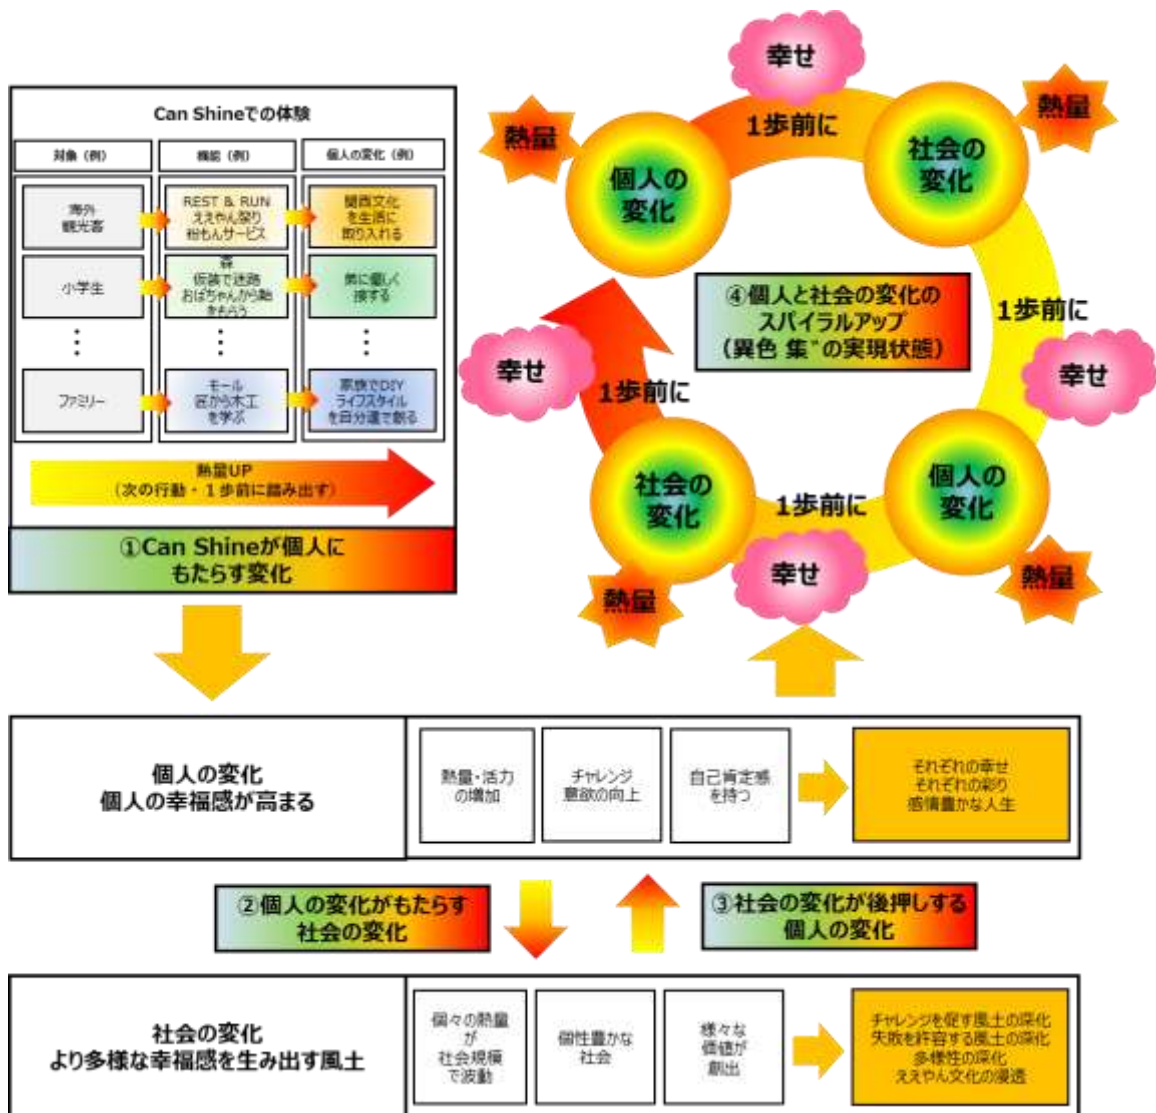 Can Shineでの体験
対象（例）
機能（例）
個人の変化（例）
海外
観光客
REST & RUN
ええやん祭り
粉もんサービス
関西文化
を生活に
取り入れる
小学生
森
仮装で迷路
おばちゃんから飴
をもらう
弟に優しく
接する
ファミリー
モール
匠から木工
を学ぶ
家族でDIY
ライフスタイル
を自分達で創る
熱量UP
（次の行動・１歩前に踏み出す）
①Can Shineが個人に
もたらす変化
幸せ
熱量
1歩前に
熱量
個人の
変化
社会の
変化
④個人と社会の変化の
スパイラルアップ
（異色 集"の実現状態）
1歩前に
幸せ
幸せ
1歩前に
社会の
変化
1歩前に
個人の
変化
幸せ
熱量
熱量
個人の変化
個人の幸福感が高まる
熱量・活力
の増加
チャレンジ
意欲の向上
自己肯定感
を持つ
それぞれの幸せ
それぞれの彩り
感情豊かな人生
②個人の変化がもたらす
社会の変化
③社会の変化が後押しする
個人の変化
社会の変化
より多様な幸福感を生み出す風土
個々の熱量
が
社会規模
で波動
個性豊かな
社会
様々な
価値が
創出
チャレンジを促す風土の深化
失敗を許容する風土の深化
多様性の深化
ええやん文化の浸透